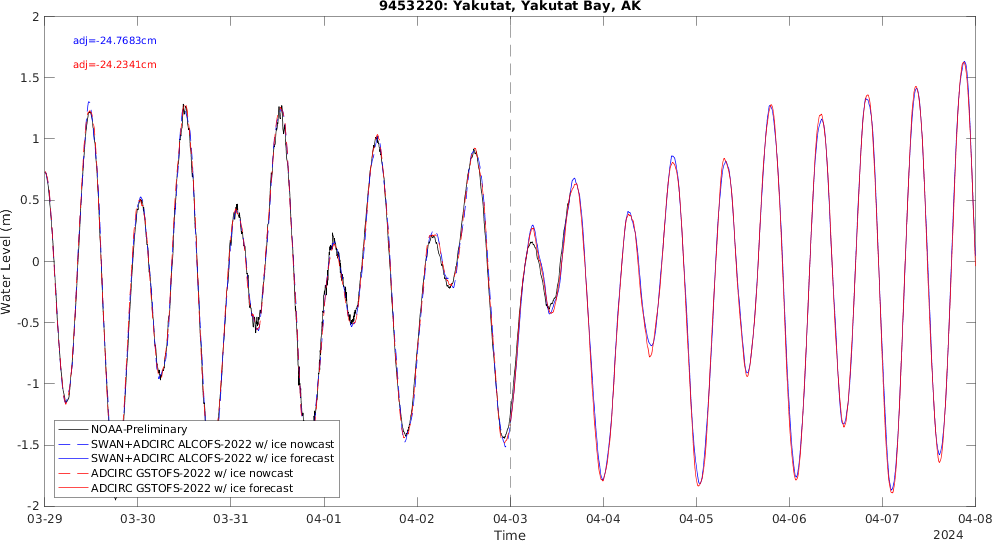 9453220: Yakutat, Yakutat Bay, AK
adj=-24.7683cm
adj=-24.2341cm
Water Level (m)
2
1.5
1
0.5
0
-0.5
-1
-1.5
-2
NOAA-Preliminary
SWAN+ADCIRC ALCOFS-2022 w/ ice nowcast
SWAN+ADCIRC ALCOFS-2022 w/ ice forecast
ADCIRC GSTOFS-2022 w/ ice nowcast
ADCIRC GSTOFS-2022 w/ ice forecast
03-29 03-30 03-31 04-01 04-02 04-03 04-04 04-05 04-06 04-07 04-08
Time
2024